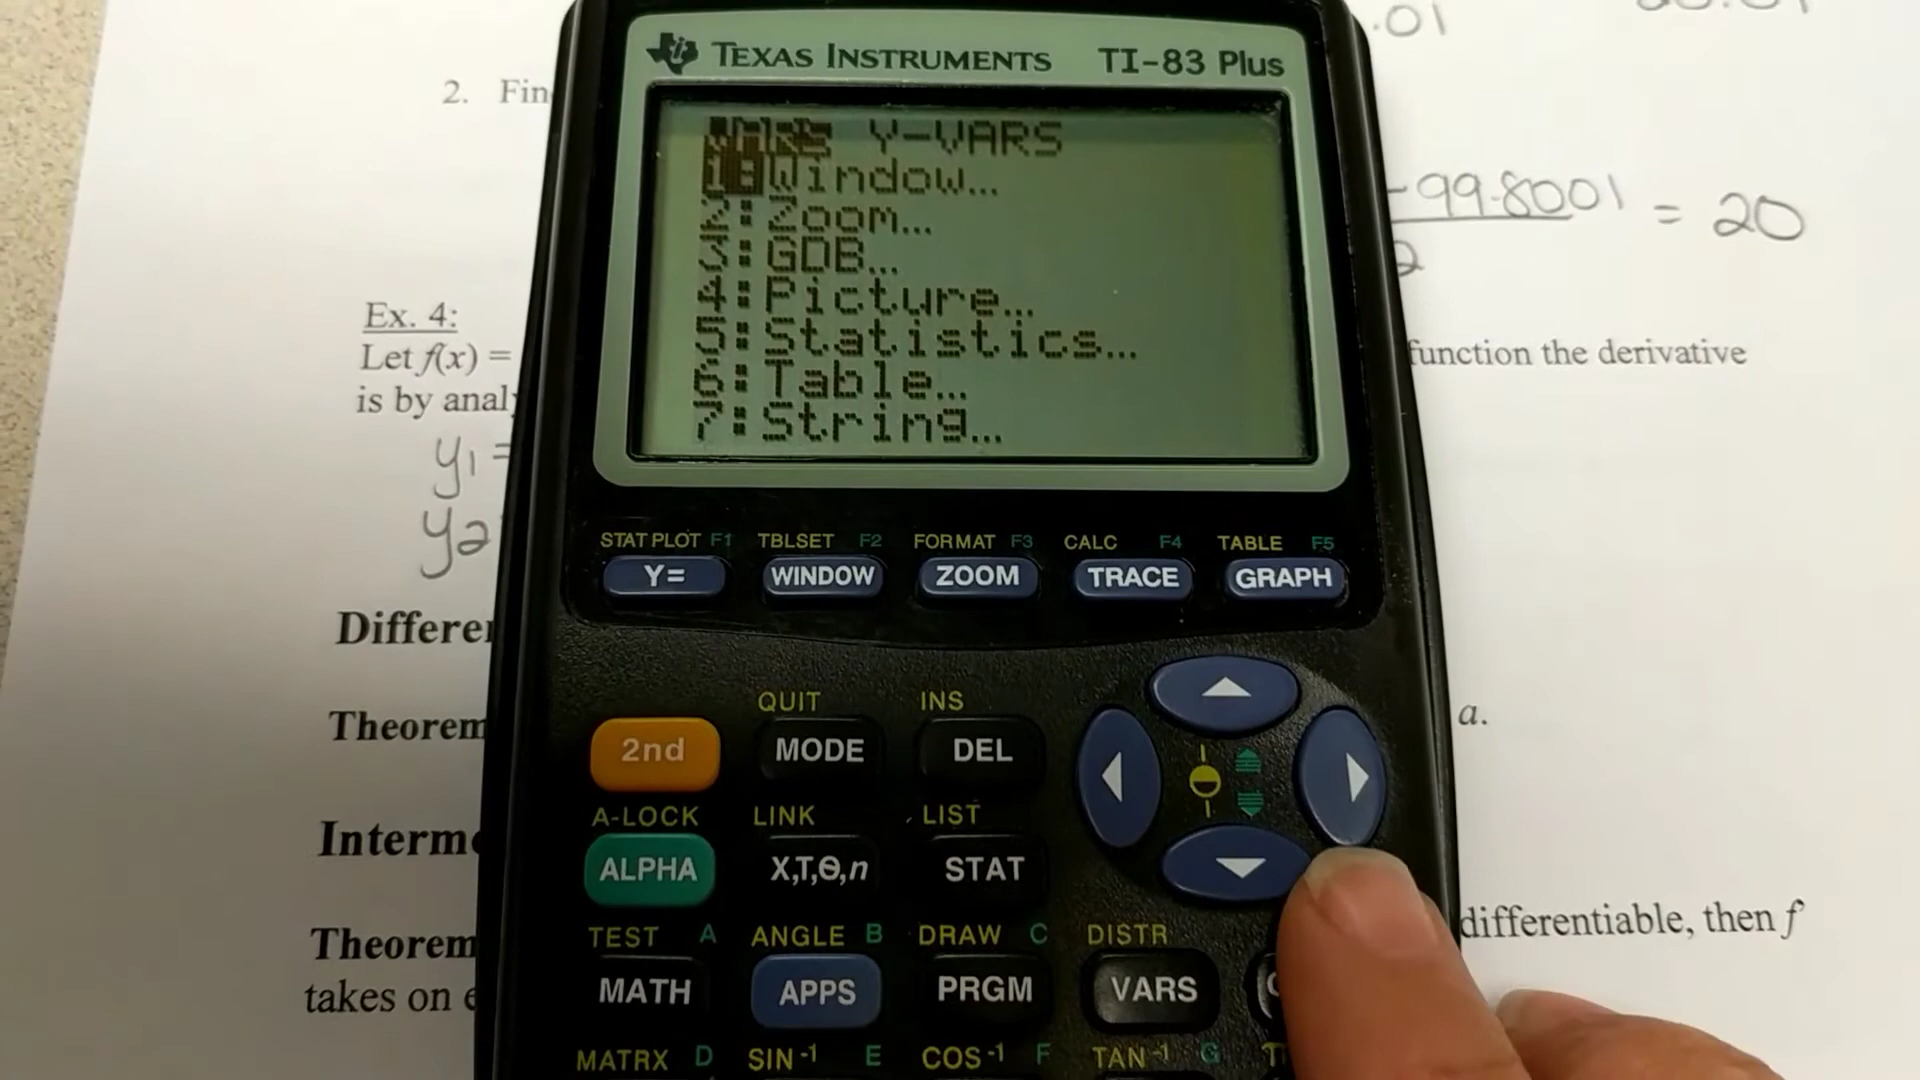 .01
2. Fin
TEXAS INSTRUMENTS TI-83 Plus
VARS Y-VARS
1:Window…
2:Zoom…
3:GDB…
4:Picture…
5:Statistics…
6:Table…
7:String…
-99.8001 = 20
2
Ex. 4:
Let f(x) = function the derivative
is by analy
y1 =
y2
STAT PLOT F1 TBLSET F2 FORMAT F3 CALC F4 TABLE F5
Y= WINDOW ZOOM TRACE GRAPH
Differen
Theorem a.
Interme
Theorem differentiable, then f'
takes on e
QUIT INS
2nd MODE DEL
A-LOCK LINK LIST
ALPHA X,T,Θ,n STAT
TEST A ANGLE B DRAW C DISTR
MATH APPS PRGM VARS
MATRX D SIN-1 E COS-1 F TAN-1 G π